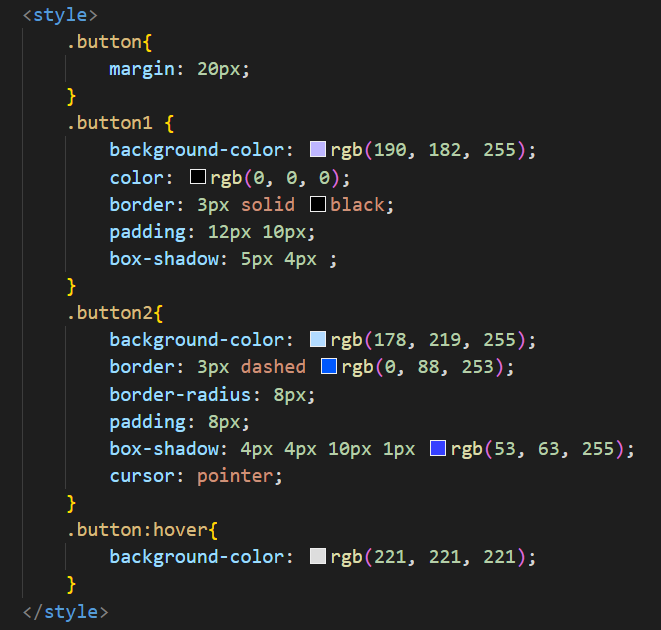 <style>
.button{
margin: 20px;
}
.button1 {
background-color: rgb(190, 182, 255);
color: rgb(0, 0, 0);
border: 3px solid black;
padding: 12px 10px;
box-shadow: 5px 4px ;
}
.button2{
background-color: rgb(178, 219, 255);
border: 3px dashed rgb(0, 88, 253);
border-radius: 8px;
padding: 8px;
box-shadow: 4px 4px 10px 1px rgb(53, 63, 255);
cursor: pointer;
}
.button:hover{
background-color: rgb(221, 221, 221);
}
</style>